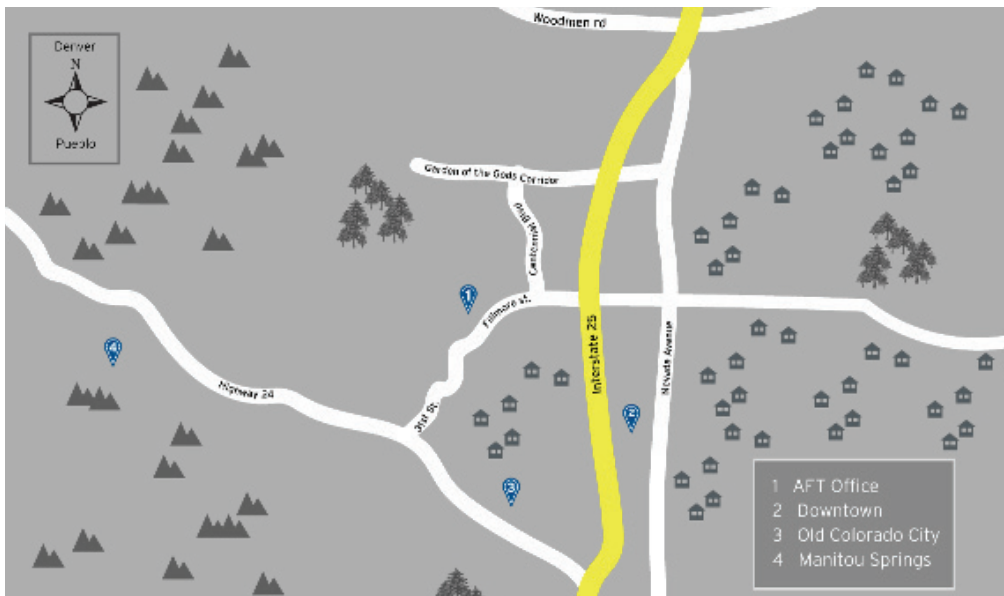 Woodmen rd
Denver
N
Pueblo
Garden of the Gods Corridor
Centennial Blvd
1
Fillmore st.
Interstate 25
Nevada Avenue
4
Highway 24
31st St.
2
3
1 AFT Office
2 Downtown
3 Old Colorado City
4 Manitou Springs